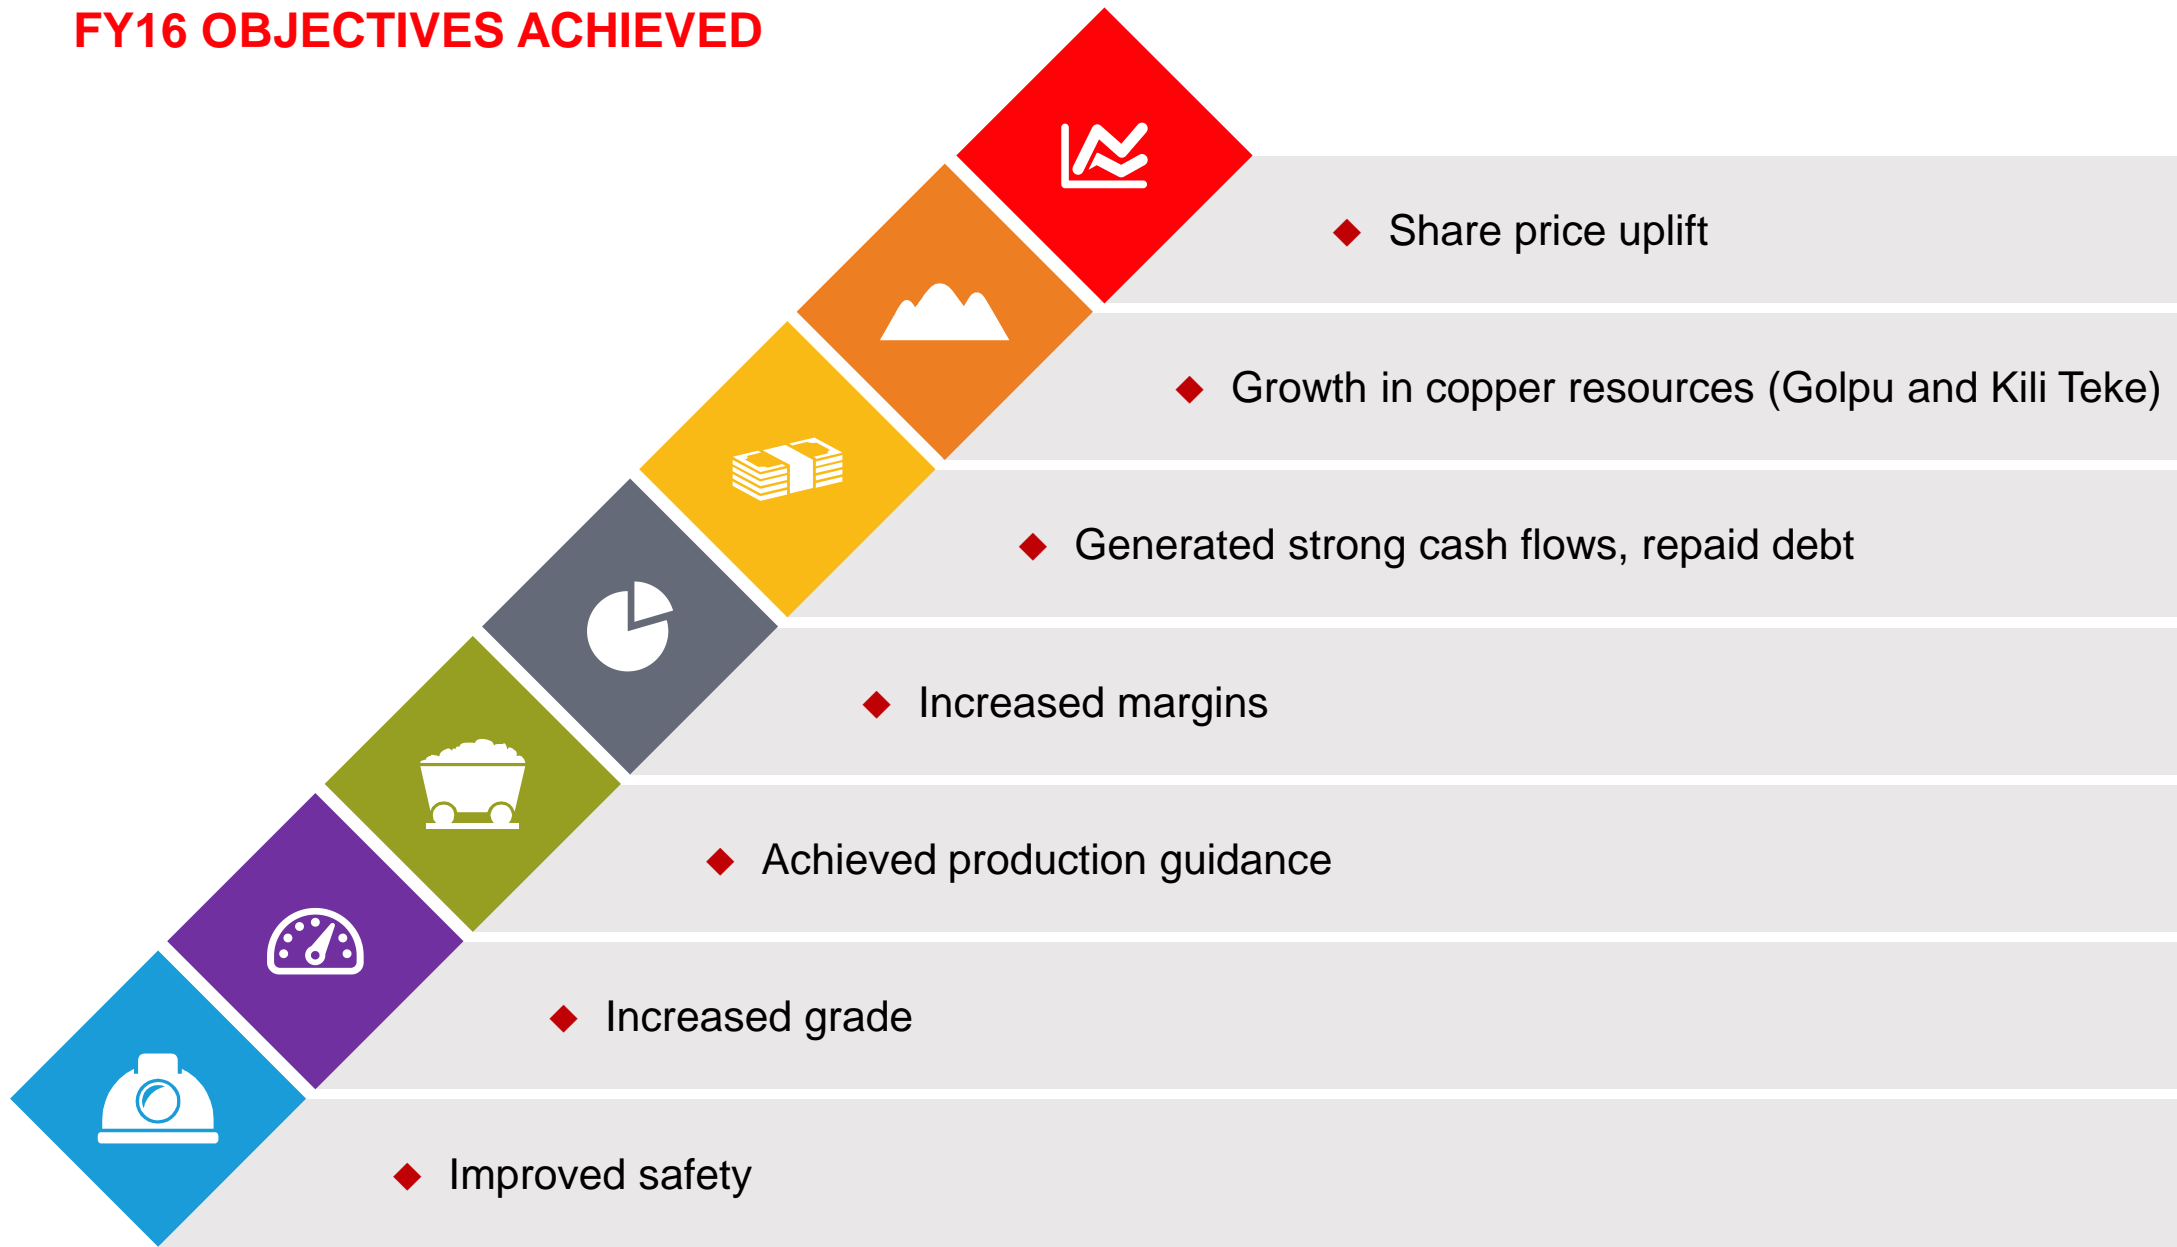 FY16 OBJECTIVES ACHIEVED
Share price uplift
Growth in copper resources (Golpu and Kili Teke)
Generated strong cash flows, repaid debt
Increased margins
Achieved production guidance
Increased grade
Improved safety